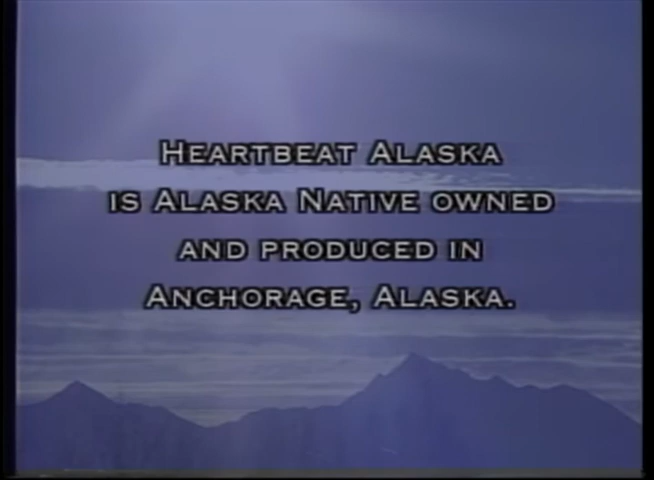 HEARTBEAT ALASKA
IS ALASKA NATIVE OWNED
AND PRODUCED IN
ANCHORAGE, ALASKA.